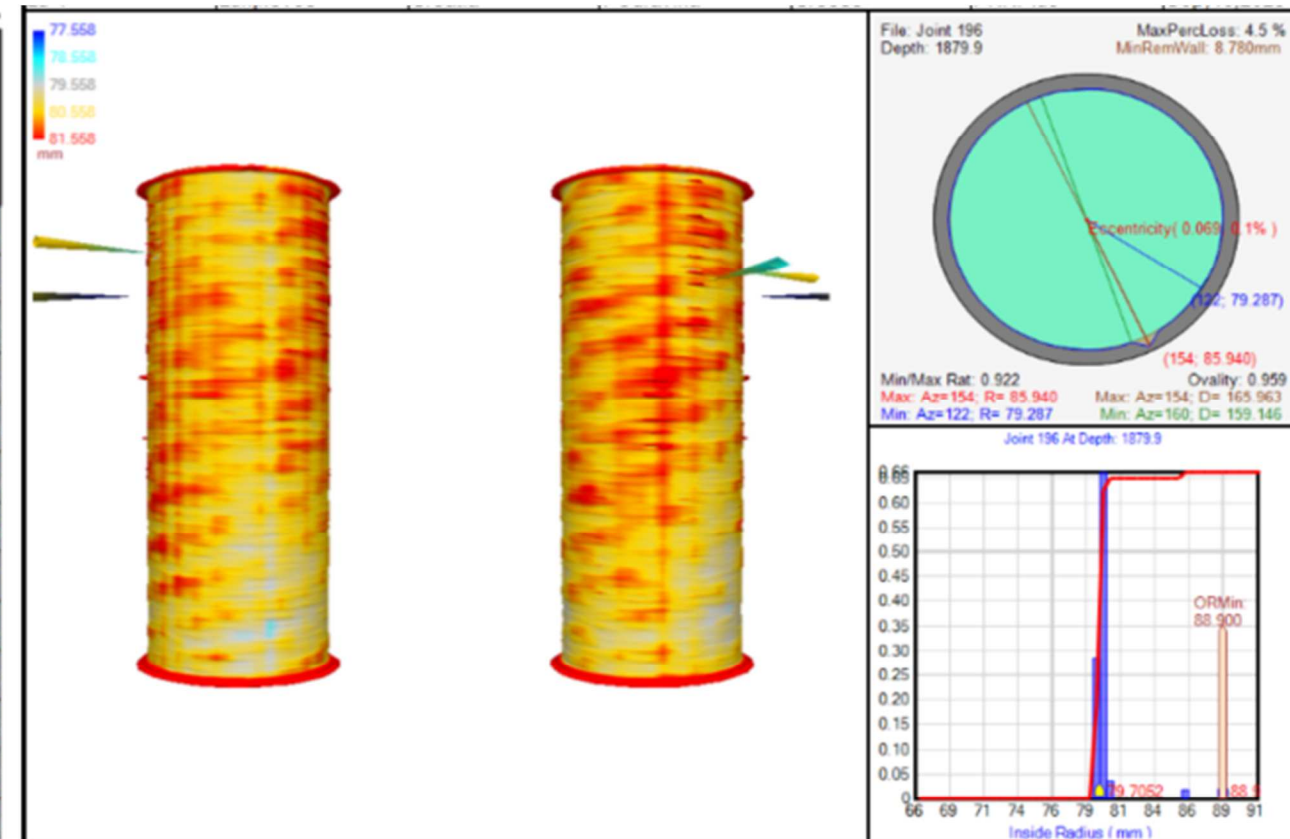 77.558
78.558
79.558
80.558
81.558
mm
File: Joint 196
MaxPercLoss: 4.5 %
Depth: 1879.9
MinRemWall: 8.780mm
Eccentricity( 0.069; 0.1% )
(122; 79.287)
(154; 85.940)
Min/Max Rat: 0.922
Ovality: 0.959
Max: Az=154; R= 85.940
Max: Az=154; D= 165.963
Min: Az=122; R= 79.287
Min: Az=160; D= 159.146
Joint 196 At Depth: 1879.9
0.66
0.65
0.60
0.55
0.50
0.45
0.40
0.35
0.30
0.25
0.20
0.15
0.10
0.05
0
ORMin:
88.900
79.7052
88.9
66 69 71 74 76 79 81 84 86 89 91
Inside Radius ( mm )